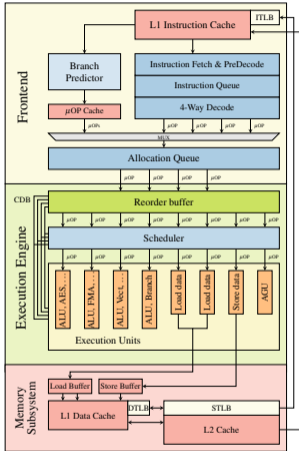 ITLB
L1 Instruction Cache
Frontend
Branch
Predictor
Instruction Fetch & PreDecode
Instruction Queue
μOP Cache
4-Way Decode
μOPs
μOP μOP μOP μOP
MUX
Allocation Queue
μOP μOP μOP μOP
Execution Engine
CDB
Reorder buffer
μOP μOP μOP μOP μOP μOP μOP μOP
Scheduler
μOP μOP μOP μOP μOP μOP μOP μOP
ALU, AES, ...
ALU, FMA, ...
ALU, Vect, ...
ALU, Branch
Load data
Load data
Store data
AGU
Execution Units
Memory
Subsystem
Load Buffer
Store Buffer
L1 Data Cache
DTLB
STLB
L2 Cache